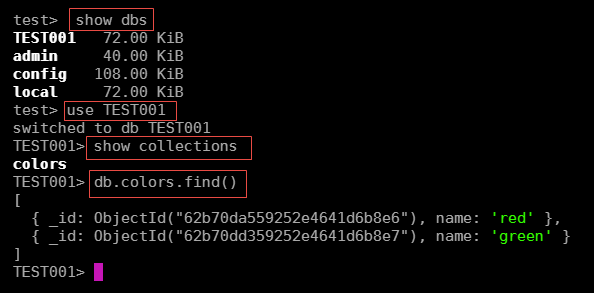 test> show dbs
TEST001   72.00 KiB
admin     40.00 KiB
config   108.00 KiB
local     72.00 KiB
test> use TEST001
switched to db TEST001
TEST001> show collections
colors
TEST001> db.colors.find()
[
  { _id: ObjectId("62b70da559252e4641d6b8e6"), name: 'red' },
  { _id: ObjectId("62b70dd359252e4641d6b8e7"), name: 'green' }
]
TEST001>